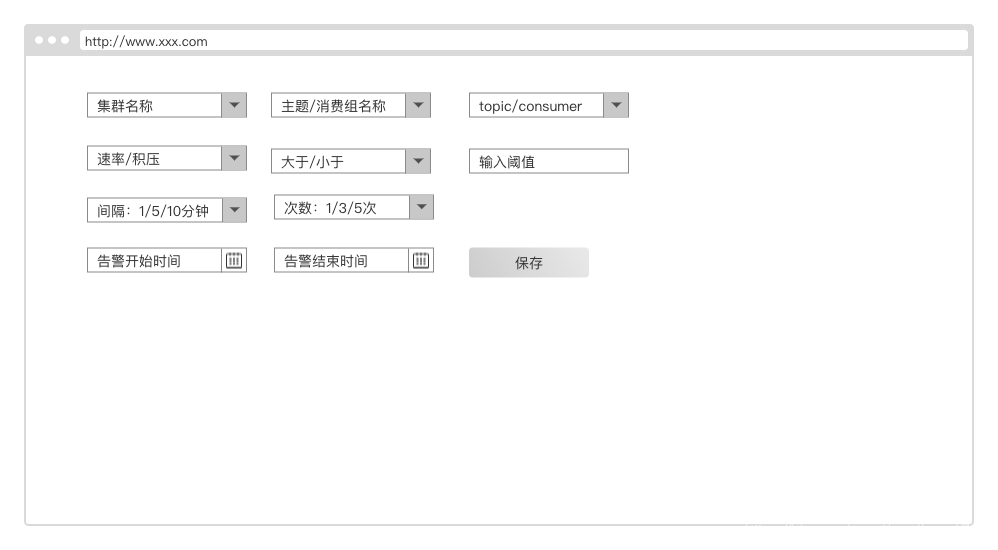 http://www.xxx.com
集群名称
主题/消费组名称
topic/consumer
速率/积压
大于/小于
输入阈值
间隔：1/5/10分钟
次数：1/3/5次
告警开始时间
告警结束时间
保存